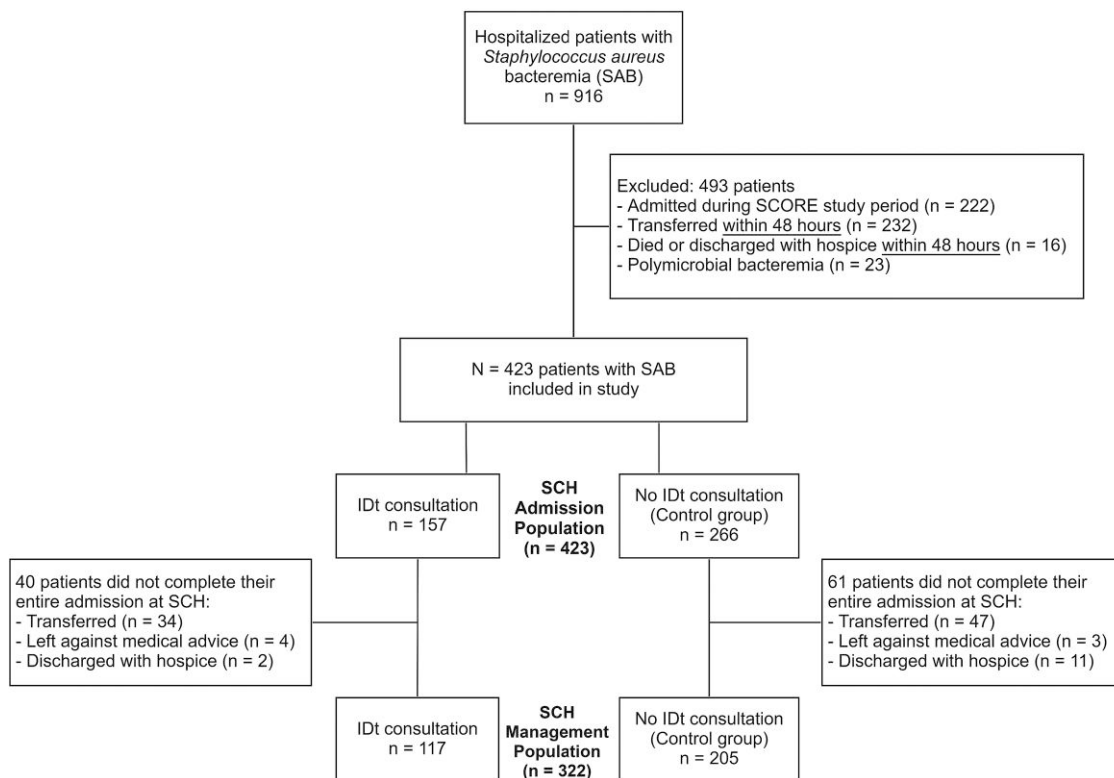 Hospitalized patients with
Staphylococcus aureus
bacteremia (SAB)
n = 916
Excluded: 493 patients
- Admitted during SCORE study period (n = 222)
- Transferred within 48 hours (n = 232)
- Died or discharged with hospice within 48 hours (n = 16)
- Polymicrobial bacteremia (n = 23)
N = 423 patients with SAB
included in study
IDt consultation
n = 157
SCH
Admission
Population
(n = 423)
No IDt consultation
(Control group)
n = 266
40 patients did not complete their
entire admission at SCH:
- Transferred (n = 34)
- Left against medical advice (n = 4)
- Discharged with hospice (n = 2)
61 patients did not complete their
entire admission at SCH:
- Transferred (n = 47)
- Left against medical advice (n = 3)
- Discharged with hospice (n = 11)
IDt consultation
n = 117
SCH
Management
Population
(n = 322)
No IDt consultation
(Control group)
n = 205